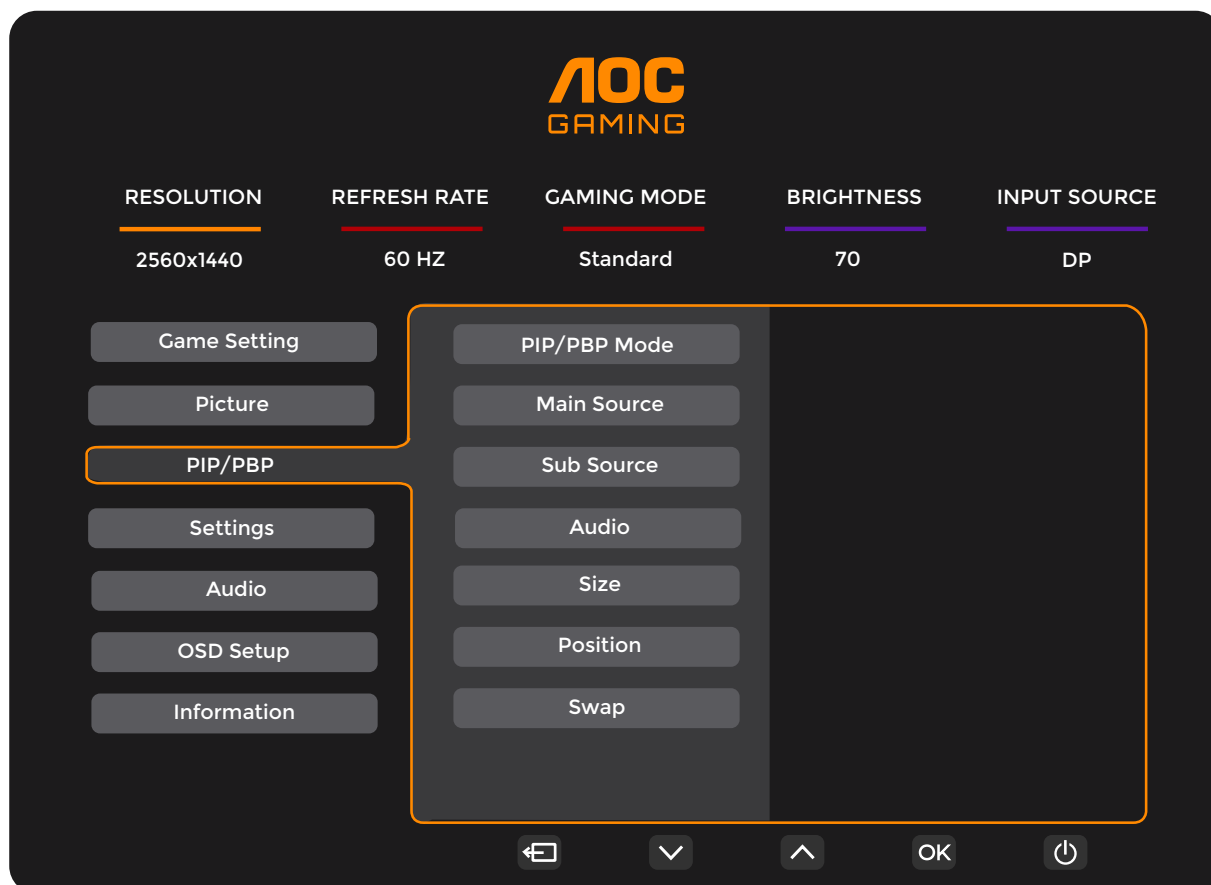 AOC
GAMING
RESOLUTION REFRESH RATE GAMING MODE BRIGHTNESS INPUT SOURCE
2560x1440 60 HZ Standard 70 DP
Game Setting
Picture
PIP/PBP
Settings
Audio
OSD Setup
Information
PIP/PBP Mode
Main Source
Sub Source
Audio
Size
Position
Swap
OK